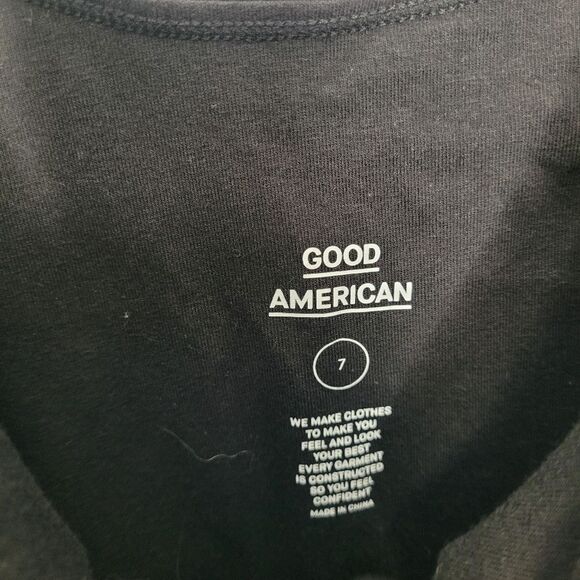 GOOD
AMERICAN
7
WE MAKE CLOTHES
TO MAKE YOU
FEEL AND LOOK
YOUR BEST
EVERY GARMENT
IS CONSTRUCTED
SO YOU FEEL
CONFIDENT
MADE IN CHINA